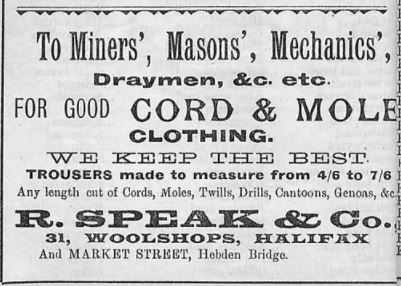 To Miners', Masons', Mechanics',
Draymen, &c. etc.
FOR GOOD CORD & MOLE
CLOTHING.
WE KEEP THE BEST.
TROUSERS made to measure from 4/6 to 7/6
Any length cut of Cords, Moles, Twills, Drills, Cantoons, Genoas, &c.
R. SPEAK & Co.,
31, WOOLSHOPS, HALIFAX
And MARKET STREET, Hebden Bridge.